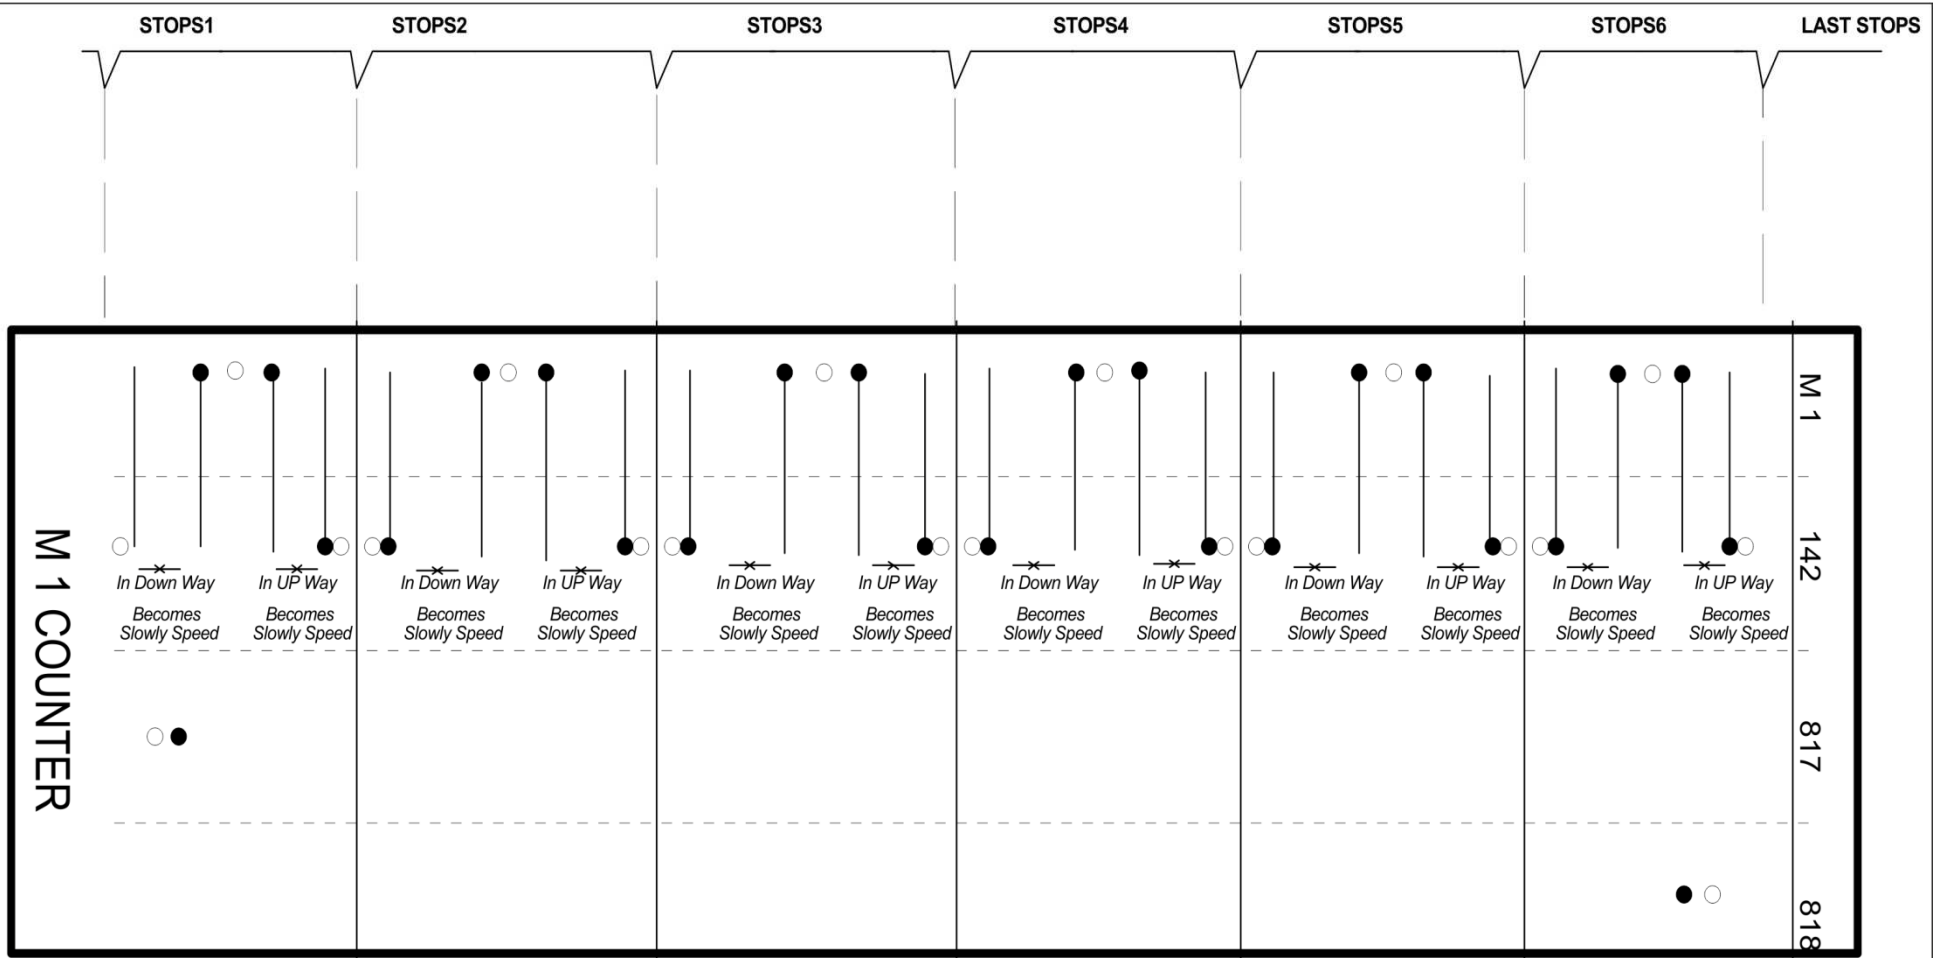 STOPS1 STOPS2 STOPS3 STOPS4 STOPS5 STOPS6 LAST STOPS
M 1
142
In Down Way In UP Way In Down Way In UP Way In Down Way In UP Way In Down Way In UP Way In Down Way In UP Way In Down Way In UP Way
Becomes Becomes Becomes Becomes Becomes Becomes Becomes Becomes Becomes Becomes Becomes Becomes
Slowly Speed Slowly Speed Slowly Speed Slowly Speed Slowly Speed Slowly Speed Slowly Speed Slowly Speed Slowly Speed Slowly Speed Slowly Speed Slowly Speed
M 1 COUNTER
817
818